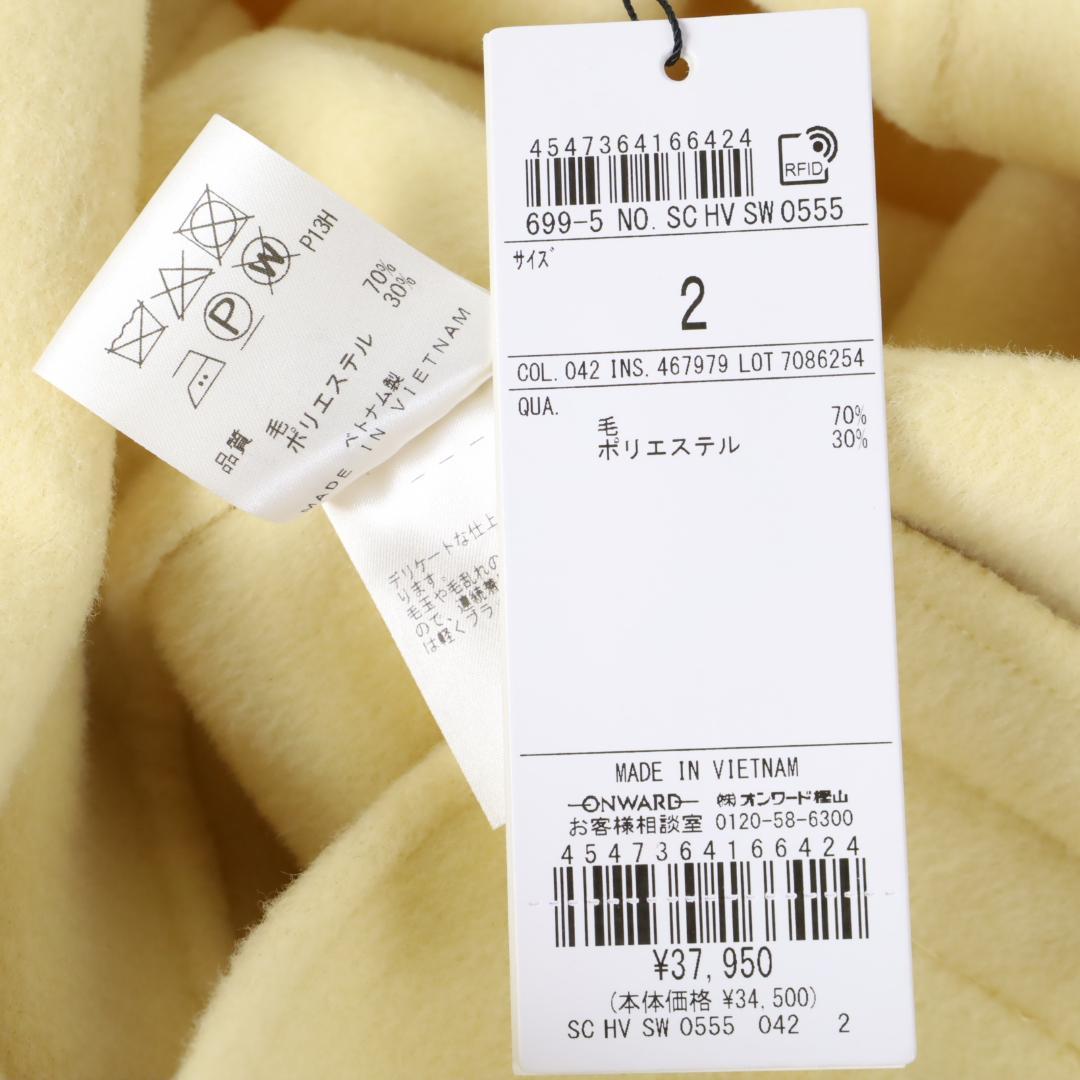 4547364166424
RFID
699-5 NO. SC HV SW 0555
サイズ
2
COL. 042 INS. 467979 LOT 7086254
QUA.
毛 70%
ポリエステル 30%
MADE IN VIETNAM
ONWARD ㈱オンワード樫山
お客様相談室 0120-58-6300
4547364166424
¥37,950
(本体価格 ¥34,500)
SC HV SW 0555 042 2
W
P13H
P
品質 毛 70%
ポリエステル 30%
ベトナム製
MADE IN VIETNAM
デリケートな仕上
ります。
毛玉や毛乱れの
ので、連続着
は軽くブラ